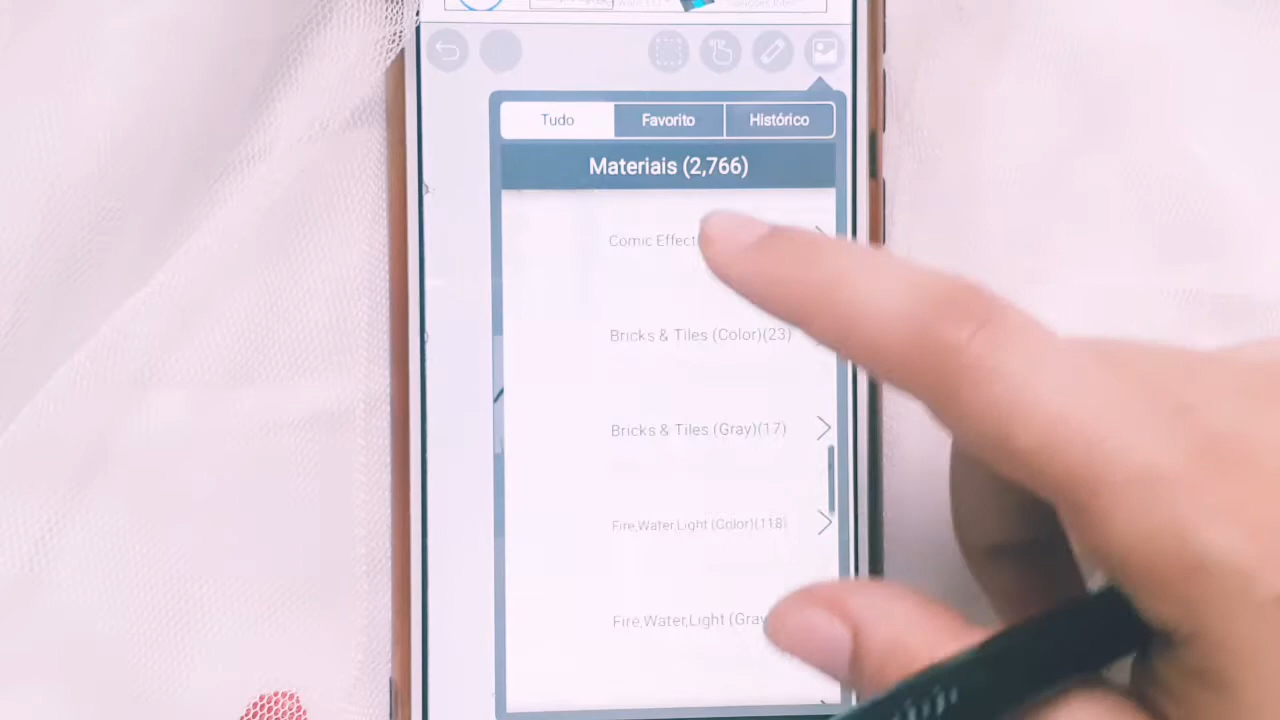 Tudo Favorito Histórico
Materiais (2,766)
Comic Effect
Bricks & Tiles (Color)(23)
Bricks & Tiles (Gray)(17)
Fire,Water,Light (Color)(118)
Fire,Water,Light (Gray